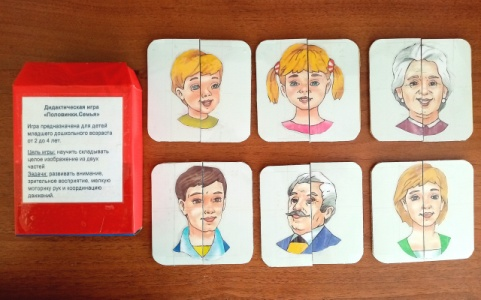 Дидактическая игра
«Половинки.Семья»
Игра предназначена для детей
младшего дошкольного возраста
от 2 до 4 лет.
Цель игры: научить складывать
целое изображение из двух
частей.
Задачи: развивать внимание,
зрительное восприятие, мелкую
моторику рук и координацию
движений.